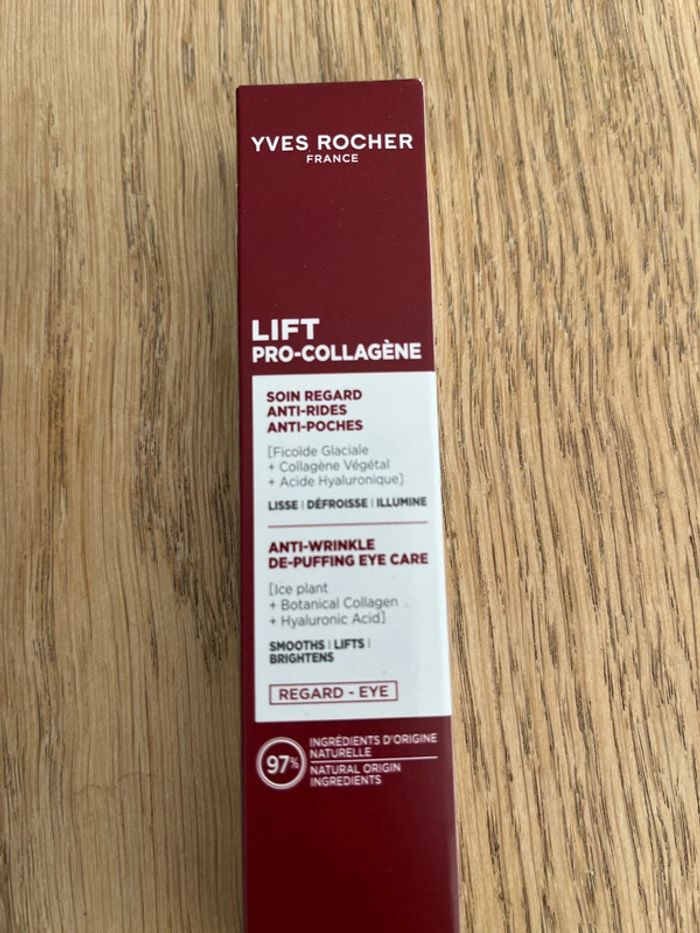 YVES ROCHER
FRANCE
LIFT
PRO-COLLAGÈNE
SOIN REGARD
ANTI-RIDES
ANTI-POCHES
[Ficoïde Glaciale
+ Collagène Végétal
+ Acide Hyaluronique]
LISSE | DÉFROISSE | ILLUMINE
ANTI-WRINKLE
DE-PUFFING EYE CARE
[Ice plant
+ Botanical Collagen
+ Hyaluronic Acid]
SMOOTHS | LIFTS |
BRIGHTENS
REGARD - EYE
97%
INGRÉDIENTS D'ORIGINE
NATURELLE
NATURAL ORIGIN
INGREDIENTS